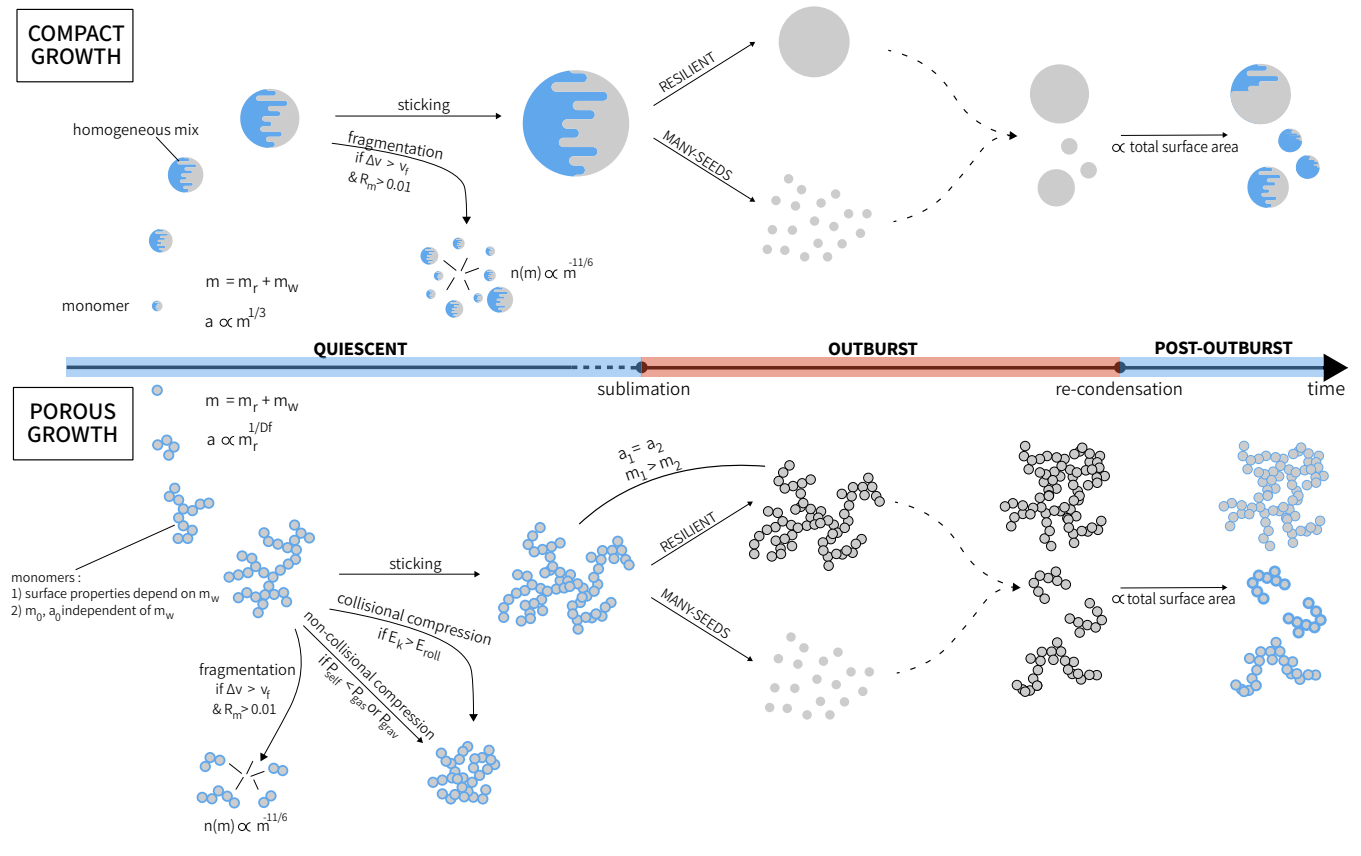 COMPACT
GROWTH
homogeneous mix
monomer
m = m_r + m_w
a ∝ m^1/3
sticking
fragmentation
if Δv > v_f
& R_m > 0.01
n(m) ∝ m^-11/6
RESILIENT
MANY-SEEDS
∝ total surface area
QUIESCENT
OUTBURST
POST-OUTBURST
sublimation
re-condensation
time
POROUS
GROWTH
m = m_r + m_w
a ∝ m_r^1/Df
monomers :
1) surface properties depend on m_w
2) m_0, a_0 independent of m_w
sticking
collisional compression
if E_k > E_roll
non-collisional compression
if P_self < P_gas or P_grav
fragmentation
if Δv > v_f
& R_m > 0.01
n(m) ∝ m^-11/6
a_1 = a_2
m_1 > m_2
RESILIENT
MANY-SEEDS
∝ total surface area